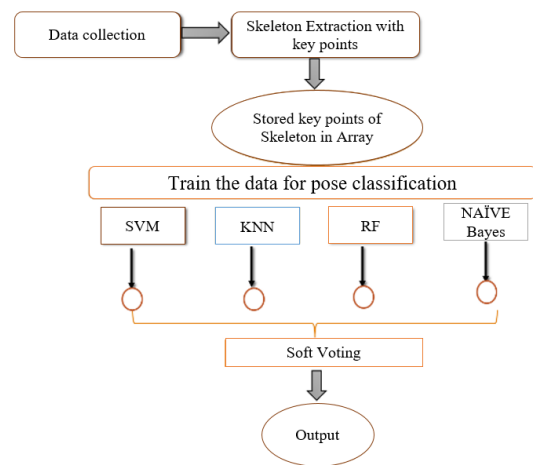 Data collection
Skeleton Extraction with
key points
Stored key points of
Skeleton in Array
Train the data for pose classification
SVM
KNN
RF
NAÏVE
Bayes
Soft Voting
Output